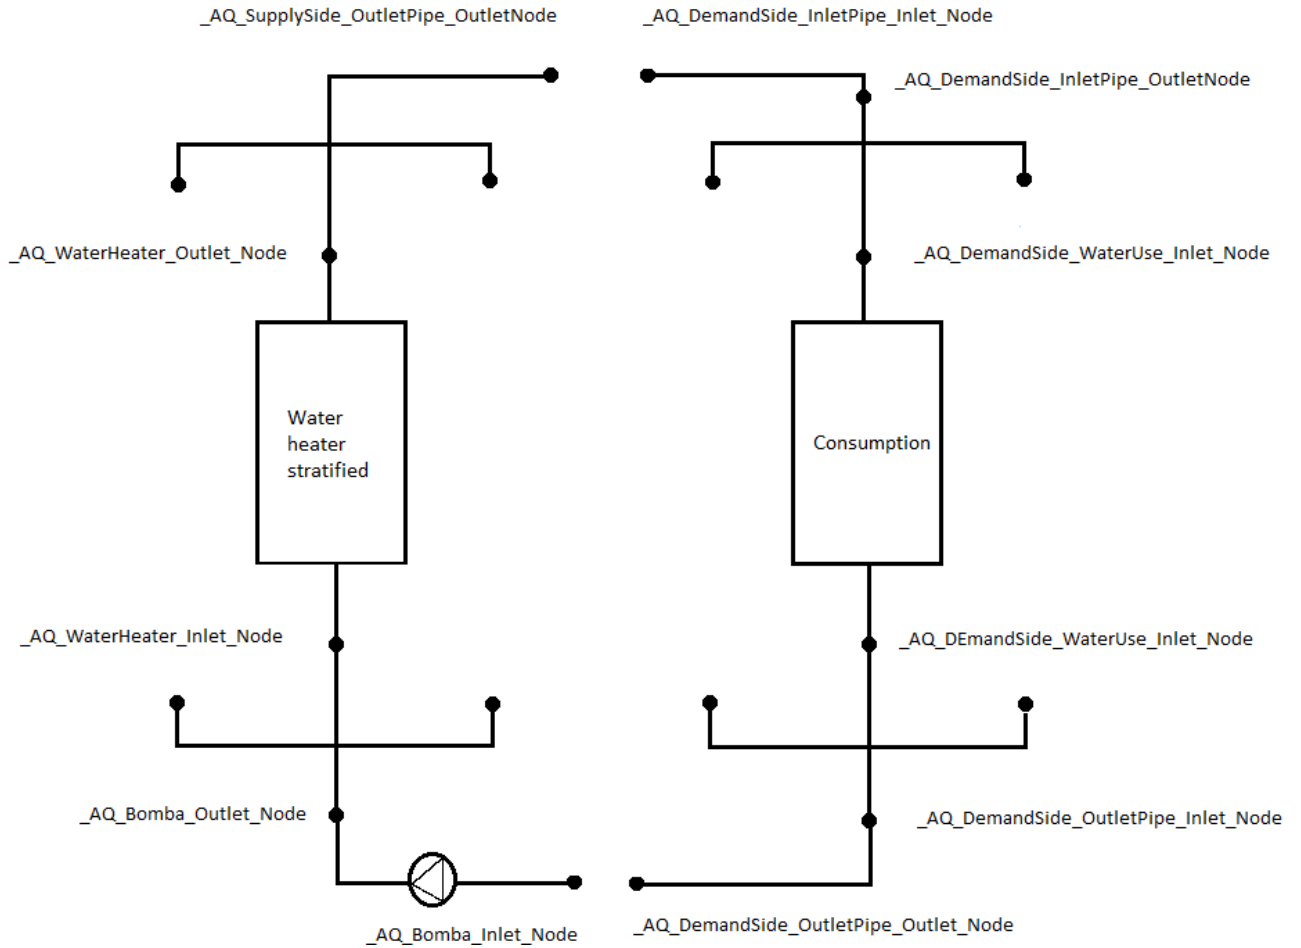 _AQ_SupplySide_OutletPipe_OutletNode
_AQ_DemandSide_InletPipe_Inlet_Node
_AQ_DemandSide_InletPipe_OutletNode
_AQ_WaterHeater_Outlet_Node
_AQ_DemandSide_WaterUse_Inlet_Node
Water
heater
stratified
Consumption
_AQ_WaterHeater_Inlet_Node
_AQ_DEmandSide_WaterUse_Inlet_Node
_AQ_Bomba_Outlet_Node
_AQ_DemandSide_OutletPipe_Inlet_Node
_AQ_Bomba_Inlet_Node
_AQ_DemandSide_OutletPipe_Outlet_Node